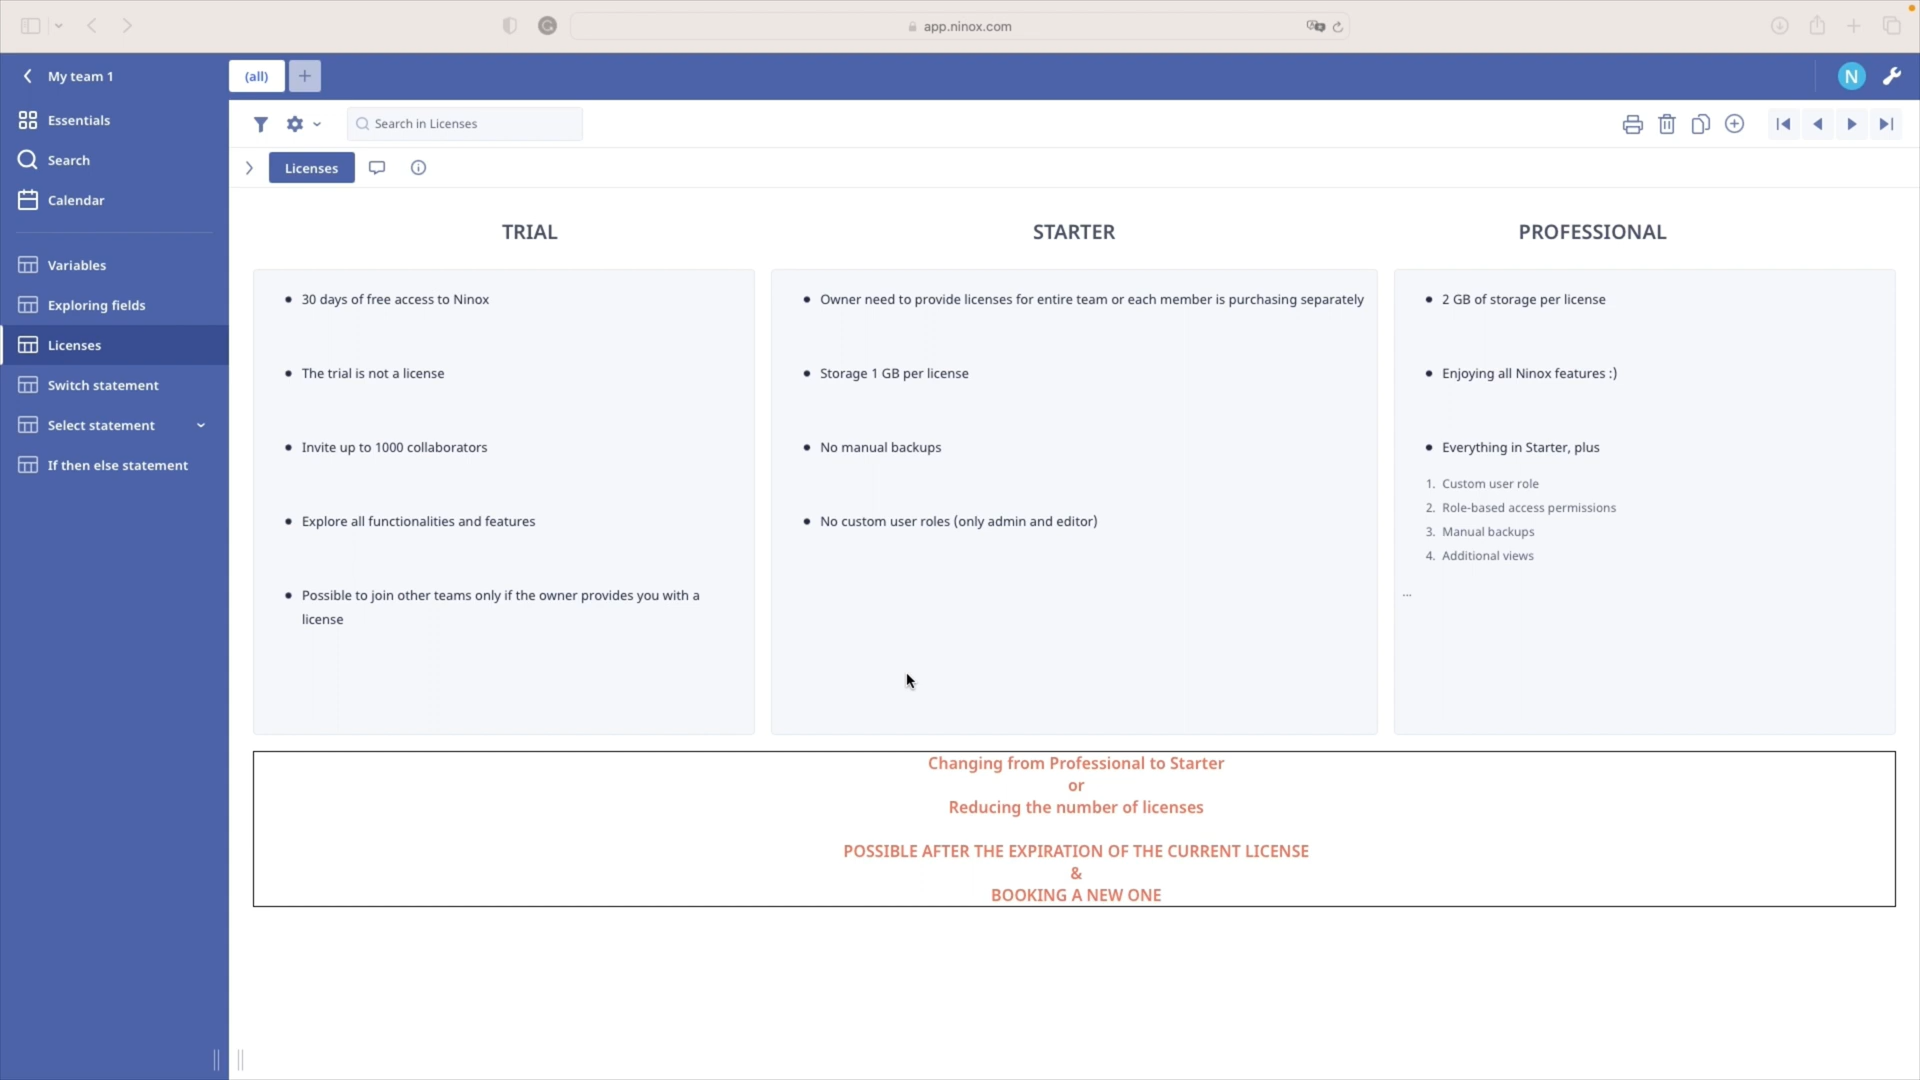 app.ninox.com
My team 1
(all)
N
Essentials
Search
Calendar
Variables
Exploring fields
Licenses
Switch statement
Select statement
If then else statement
Search in Licenses
Licenses
TRIAL
• 30 days of free access to Ninox
• The trial is not a license
• Invite up to 1000 collaborators
• Explore all functionalities and features
• Possible to join other teams only if the owner provides you with a
license
STARTER
• Owner need to provide licenses for entire team or each member is purchasing separately
• Storage 1 GB per license
• No manual backups
• No custom user roles (only admin and editor)
PROFESSIONAL
• 2 GB of storage per license
• Enjoying all Ninox features :)
• Everything in Starter, plus
1. Custom user role
2. Role-based access permissions
3. Manual backups
4. Additional views
...
Changing from Professional to Starter
or
Reducing the number of licenses
POSSIBLE AFTER THE EXPIRATION OF THE CURRENT LICENSE
&
BOOKING A NEW ONE